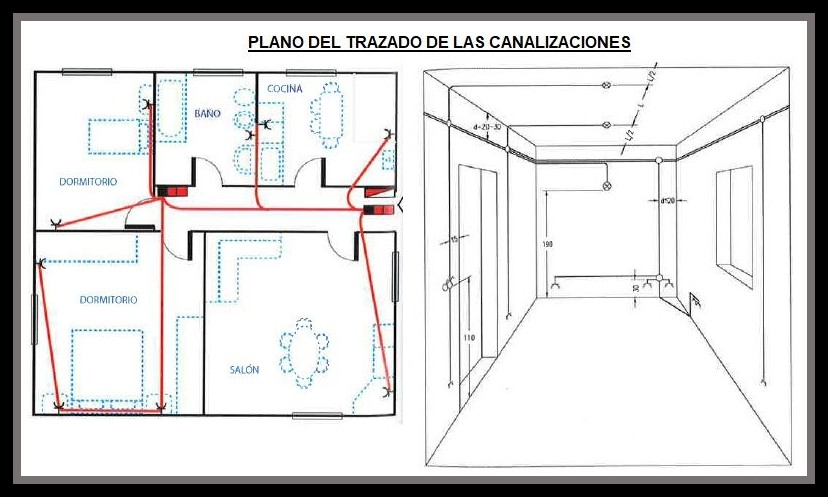 PLANO DEL TRAZADO DE LAS CANALIZACIONES
COCINA
BAÑO
DORMITORIO
DORMITORIO
SALÓN
L/2
L
L/2
d=20-30
d=20
15
190
30
110